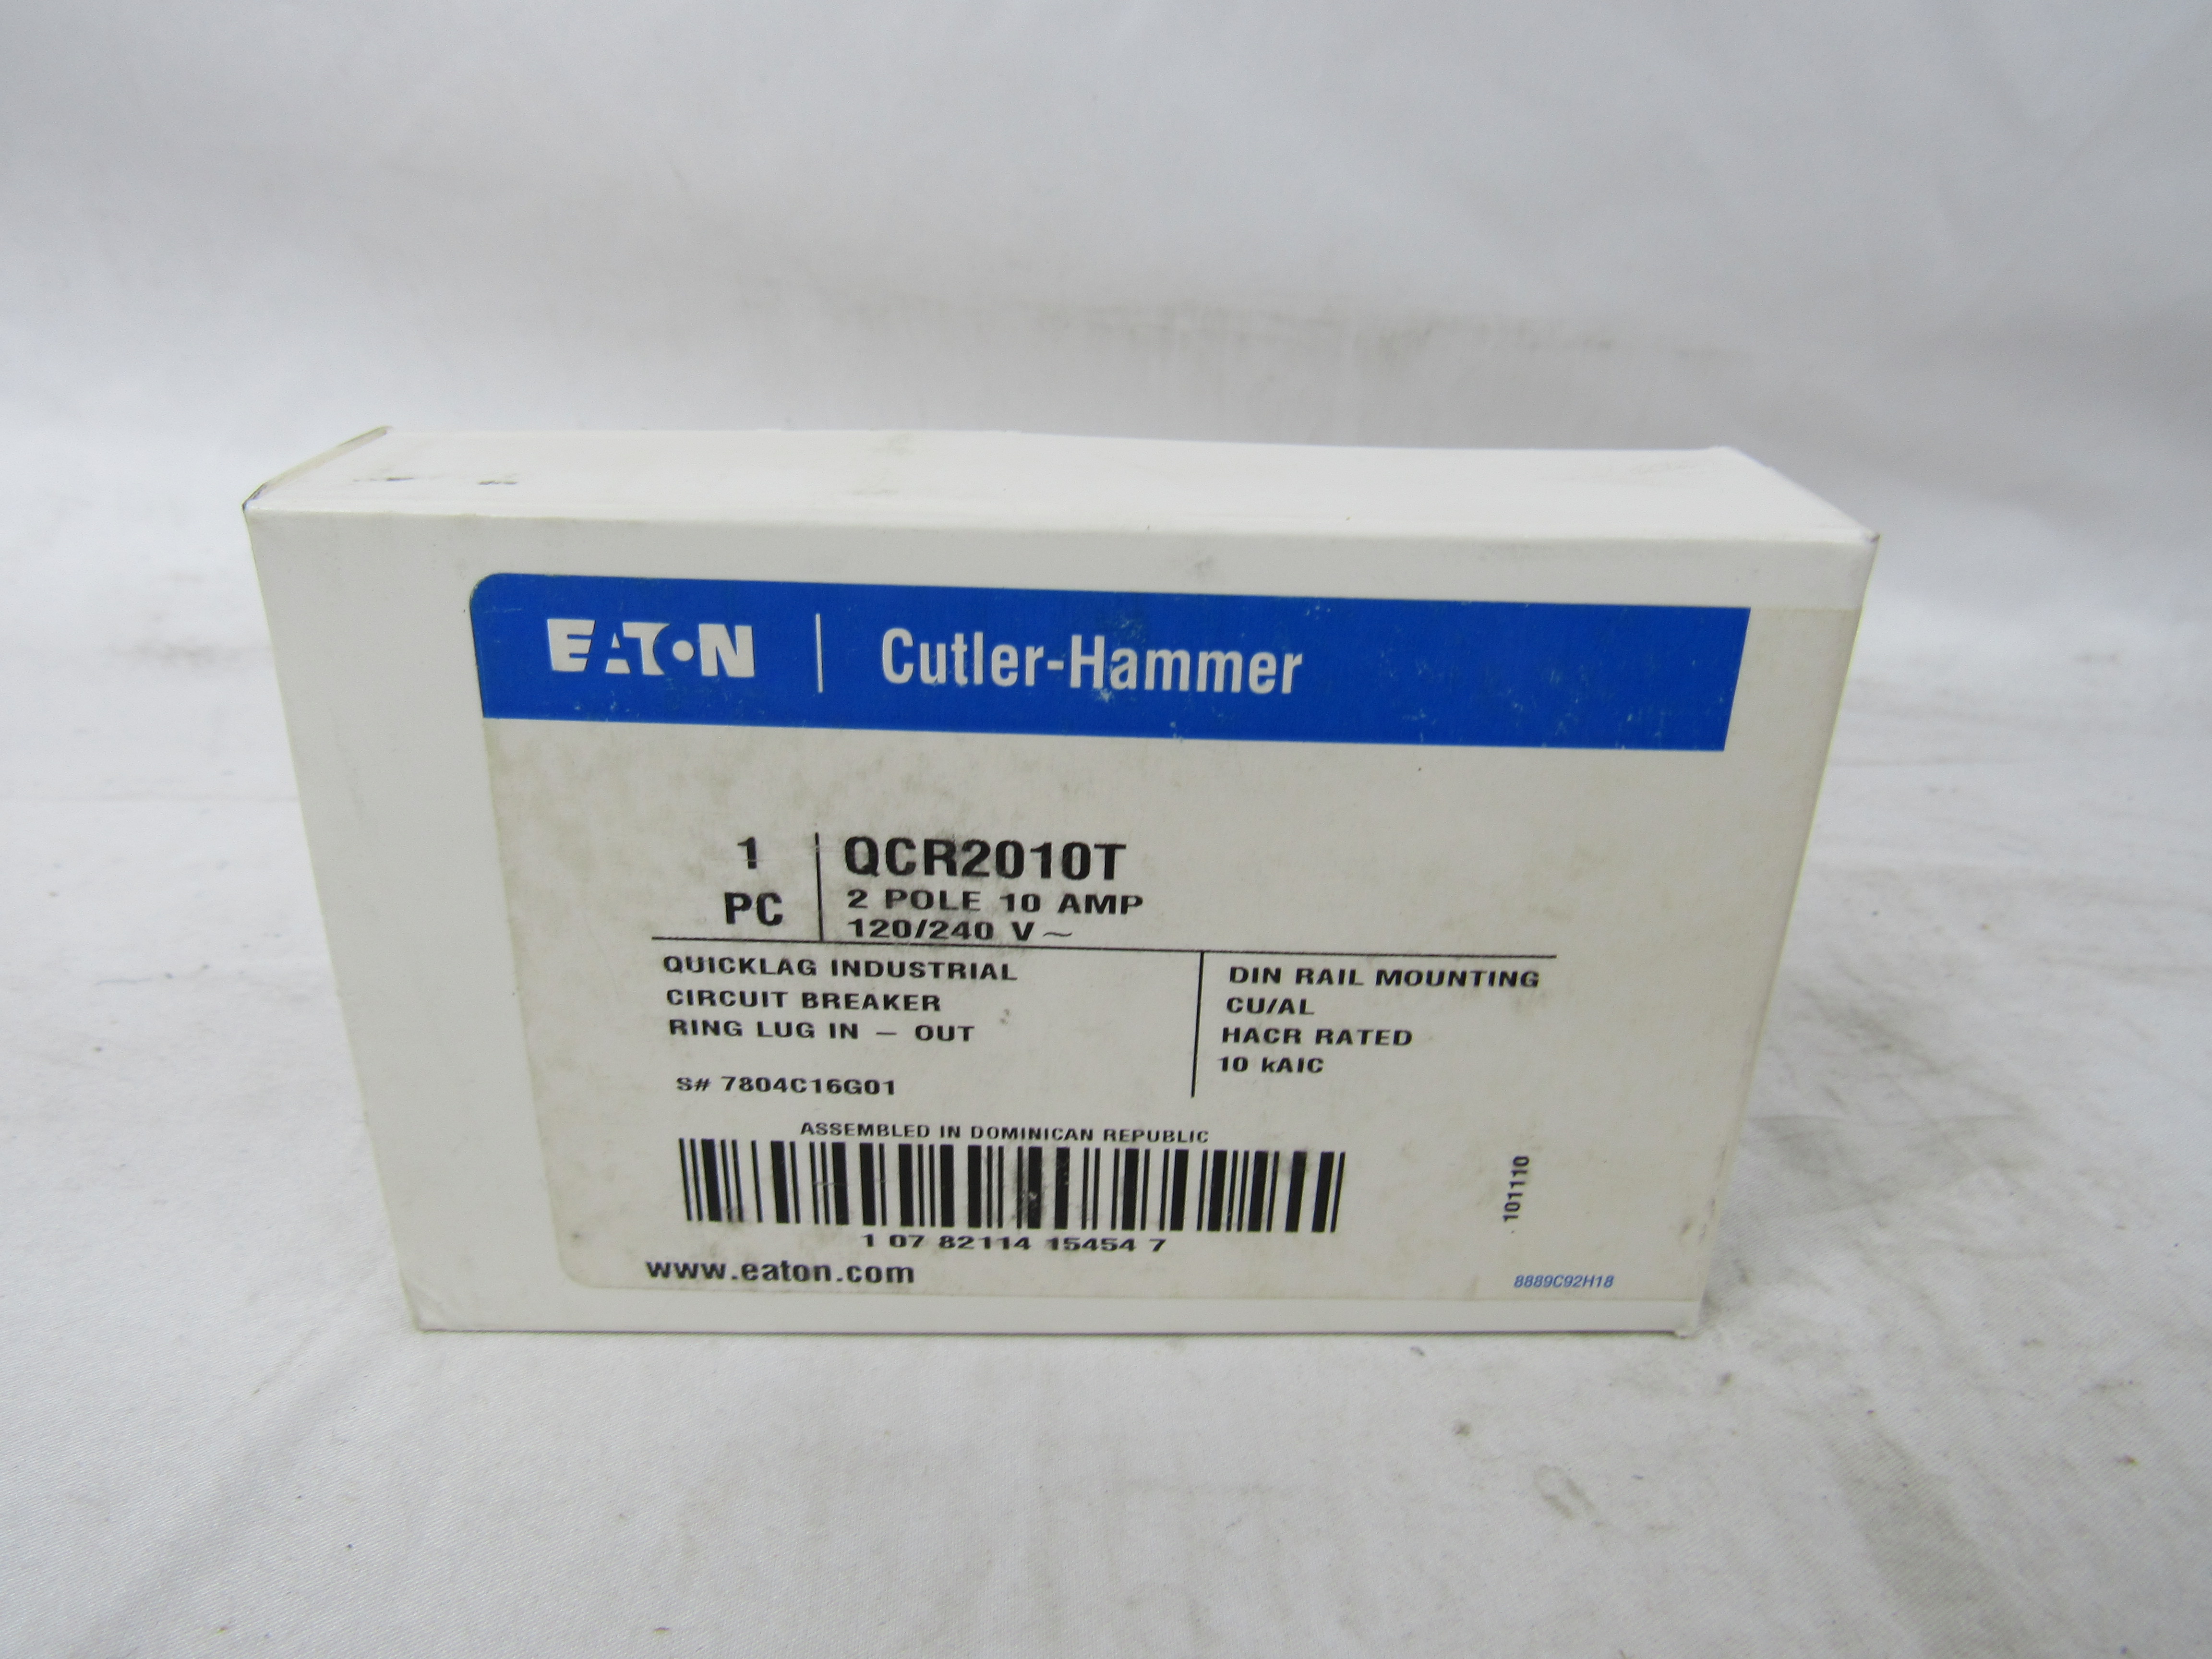 EATON | Cutler-Hammer
1 PC
QCR2010T
2 POLE 10 AMP
120/240 V ~
QUICKLAG INDUSTRIAL
CIRCUIT BREAKER
RING LUG IN – OUT
S# 7804C16G01
DIN RAIL MOUNTING
CU/AL
HACR RATED
10 kAIC
ASSEMBLED IN DOMINICAN REPUBLIC
1 07 82114 15454 7
www.eaton.com
101110
8889C92H18